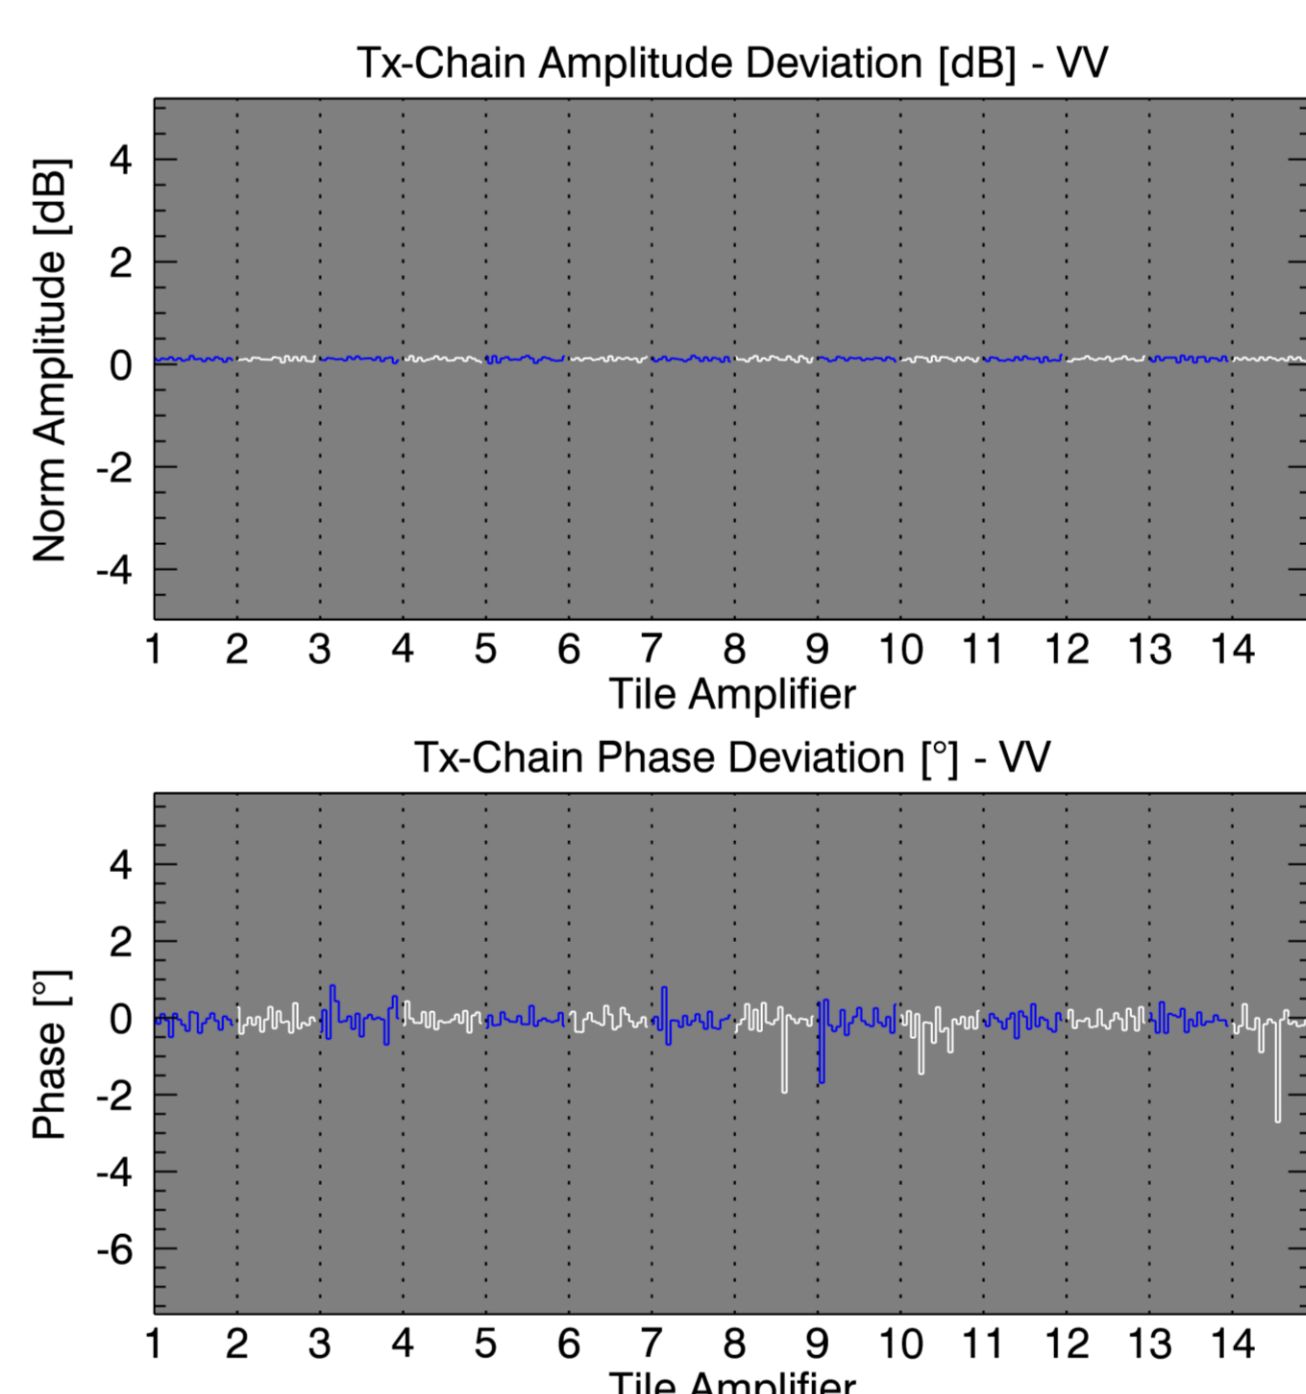 Tx-Chain Amplitude Deviation [dB] - VV
Norm Amplitude [dB]
4
2
0
-2
-4
1 2 3 4 5 6 7 8 9 10 11 12 13 14
Tile Amplifier
Tx-Chain Phase Deviation [°] - VV
Phase [°]
4
2
0
-2
-4
-6
1 2 3 4 5 6 7 8 9 10 11 12 13 14
Tile Amplifier